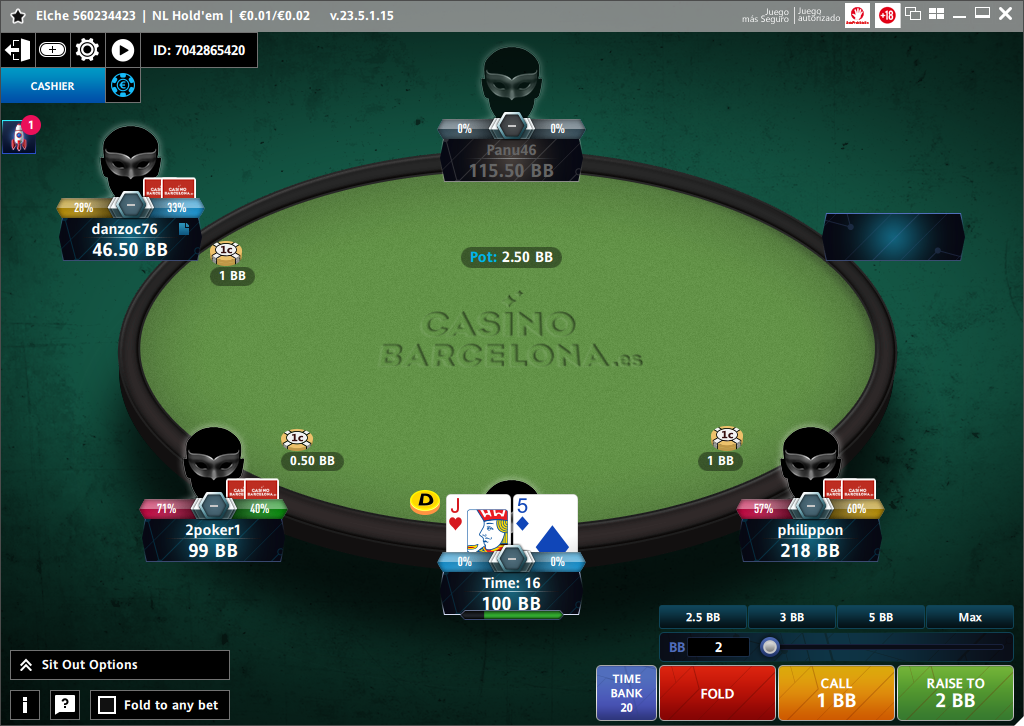 Elche 560234423 | NL Hold'em | €0.01/€0.02 v.23.5.1.15
Juego más Seguro
Juego autorizado
+18
ID: 7042865420
CASHIER
1
0% 0%
Panu46
115.50 BB
28% 33%
danzoc76
46.50 BB
1c
1 BB
Pot: 2.50 BB
CASINO
BARCELONA.es
1c
0.50 BB
1c
1 BB
71% 40%
2poker1
99 BB
D
J 5
0% 0%
Time: 16
100 BB
57% 60%
philippon
218 BB
2.5 BB 3 BB 5 BB Max
BB 2
Sit Out Options
TIME BANK 20
FOLD
CALL
1 BB
RAISE TO
2 BB
i ? Fold to any bet